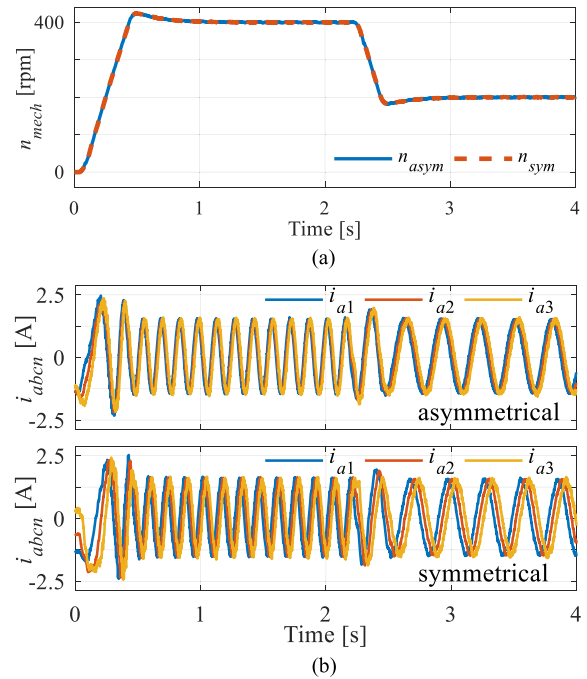 400
0
n_mech [rpm]
n_asym n_sym
0 1 2 3 4
Time [s]
(a)
2.5
0
-2.5
i_abcn [A]
i_a1 i_a2 i_a3
asymmetrical
2.5
0
-2.5
i_abcn [A]
i_a1 i_a2 i_a3
symmetrical
0 1 2 3 4
Time [s]
(b)